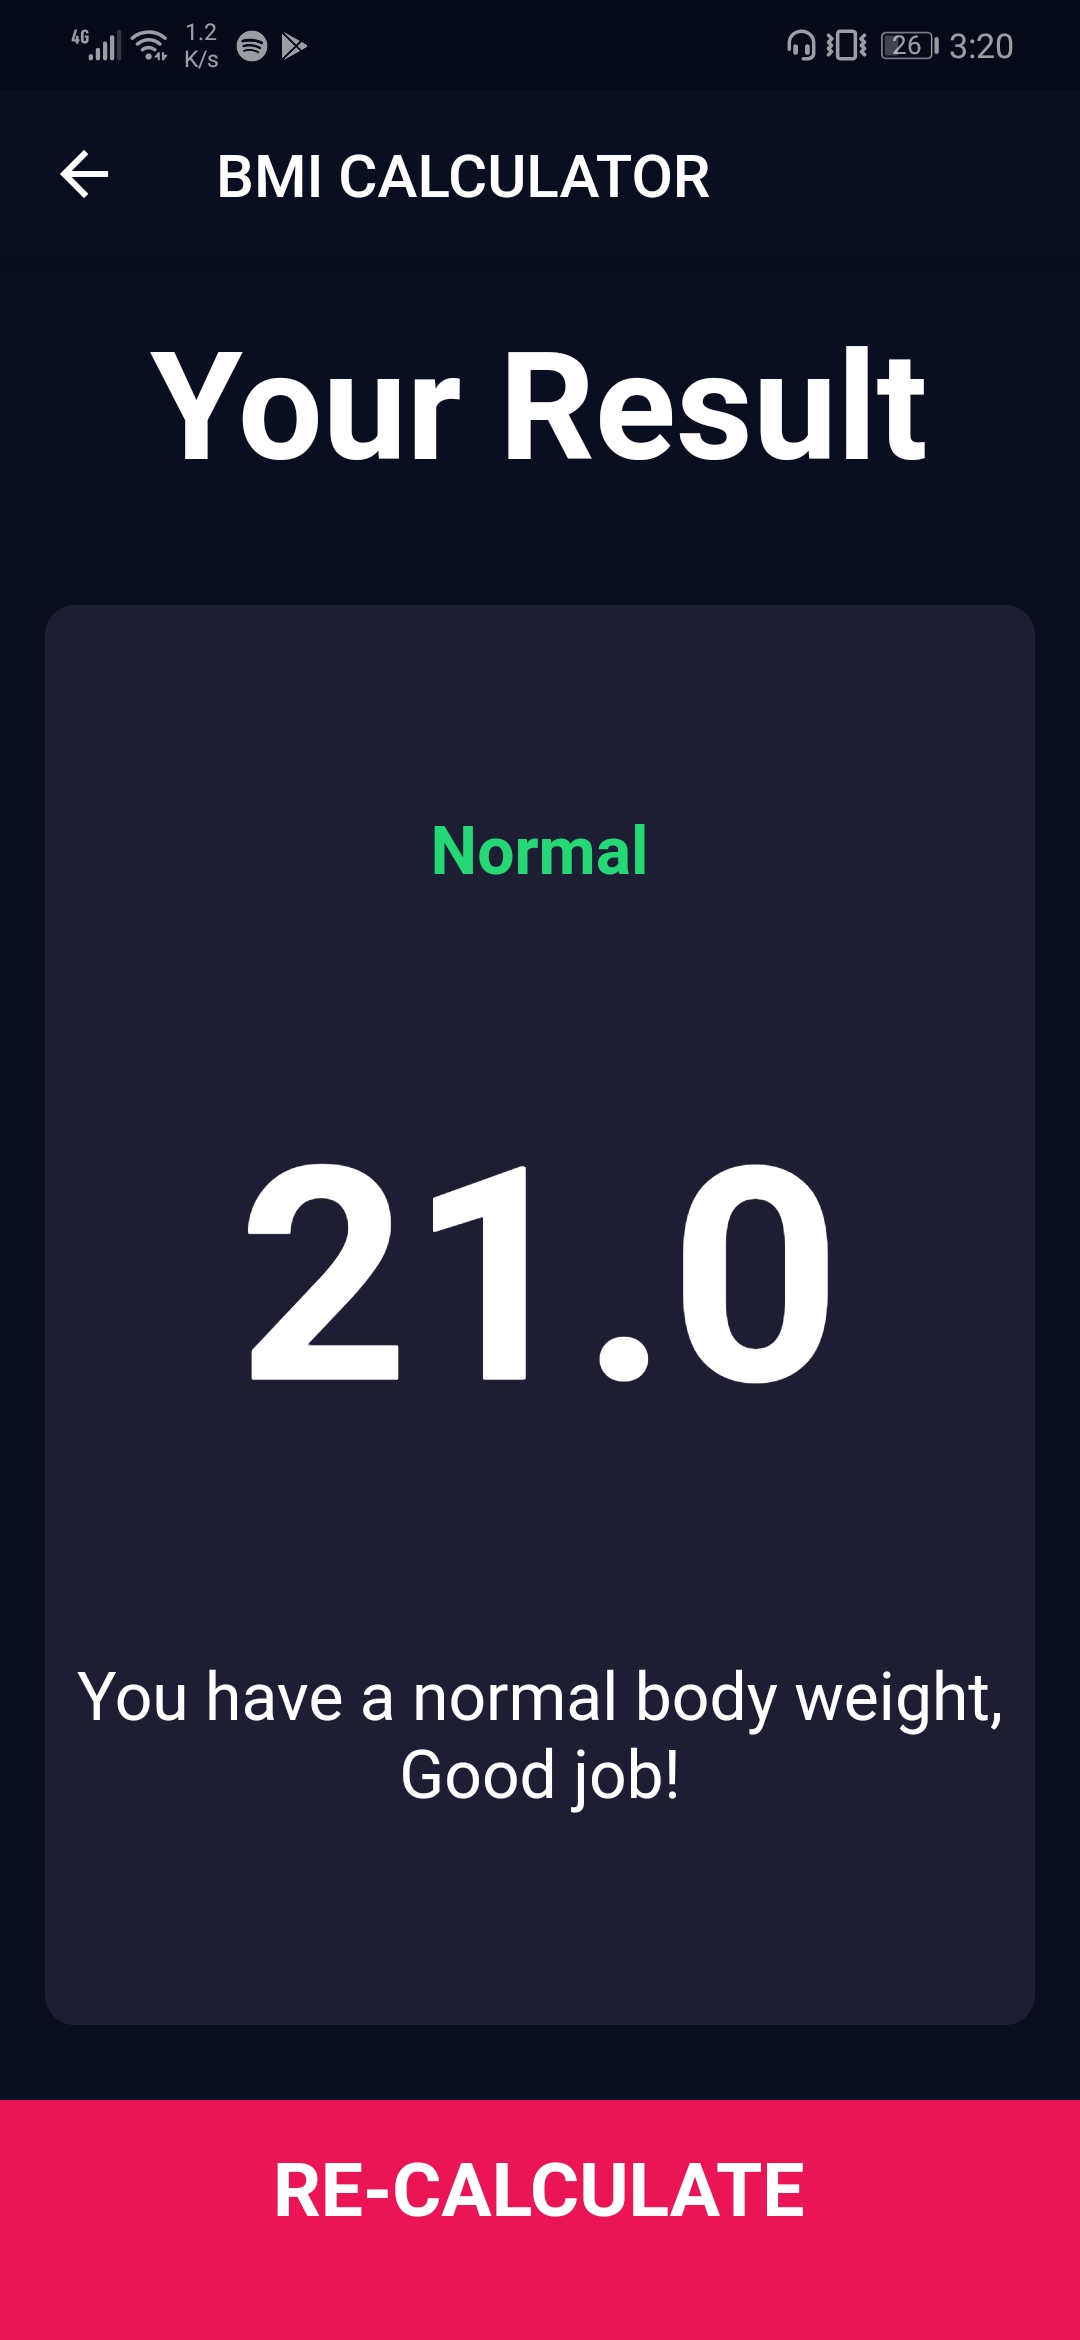 4G
1.2
K/s
26
3:20
BMI CALCULATOR
Your Result
Normal
21.0
You have a normal body weight,
Good job!
RE-CALCULATE